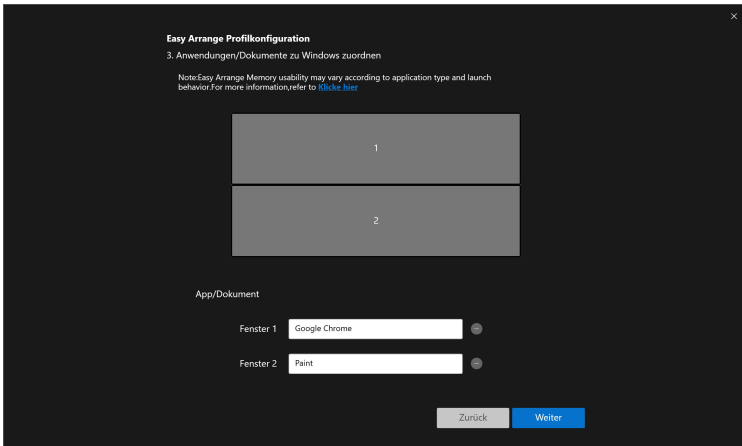 Easy Arrange Profilkonfiguration
3. Anwendungen/Dokumente zu Windows zuordnen
Note:Easy Arrange Memory usability may vary according to application type and launch
behavior.For more information,refer to Klicke hier
1
2
App/Dokument
Fenster 1 Google Chrome
Fenster 2 Paint
Zurück Weiter